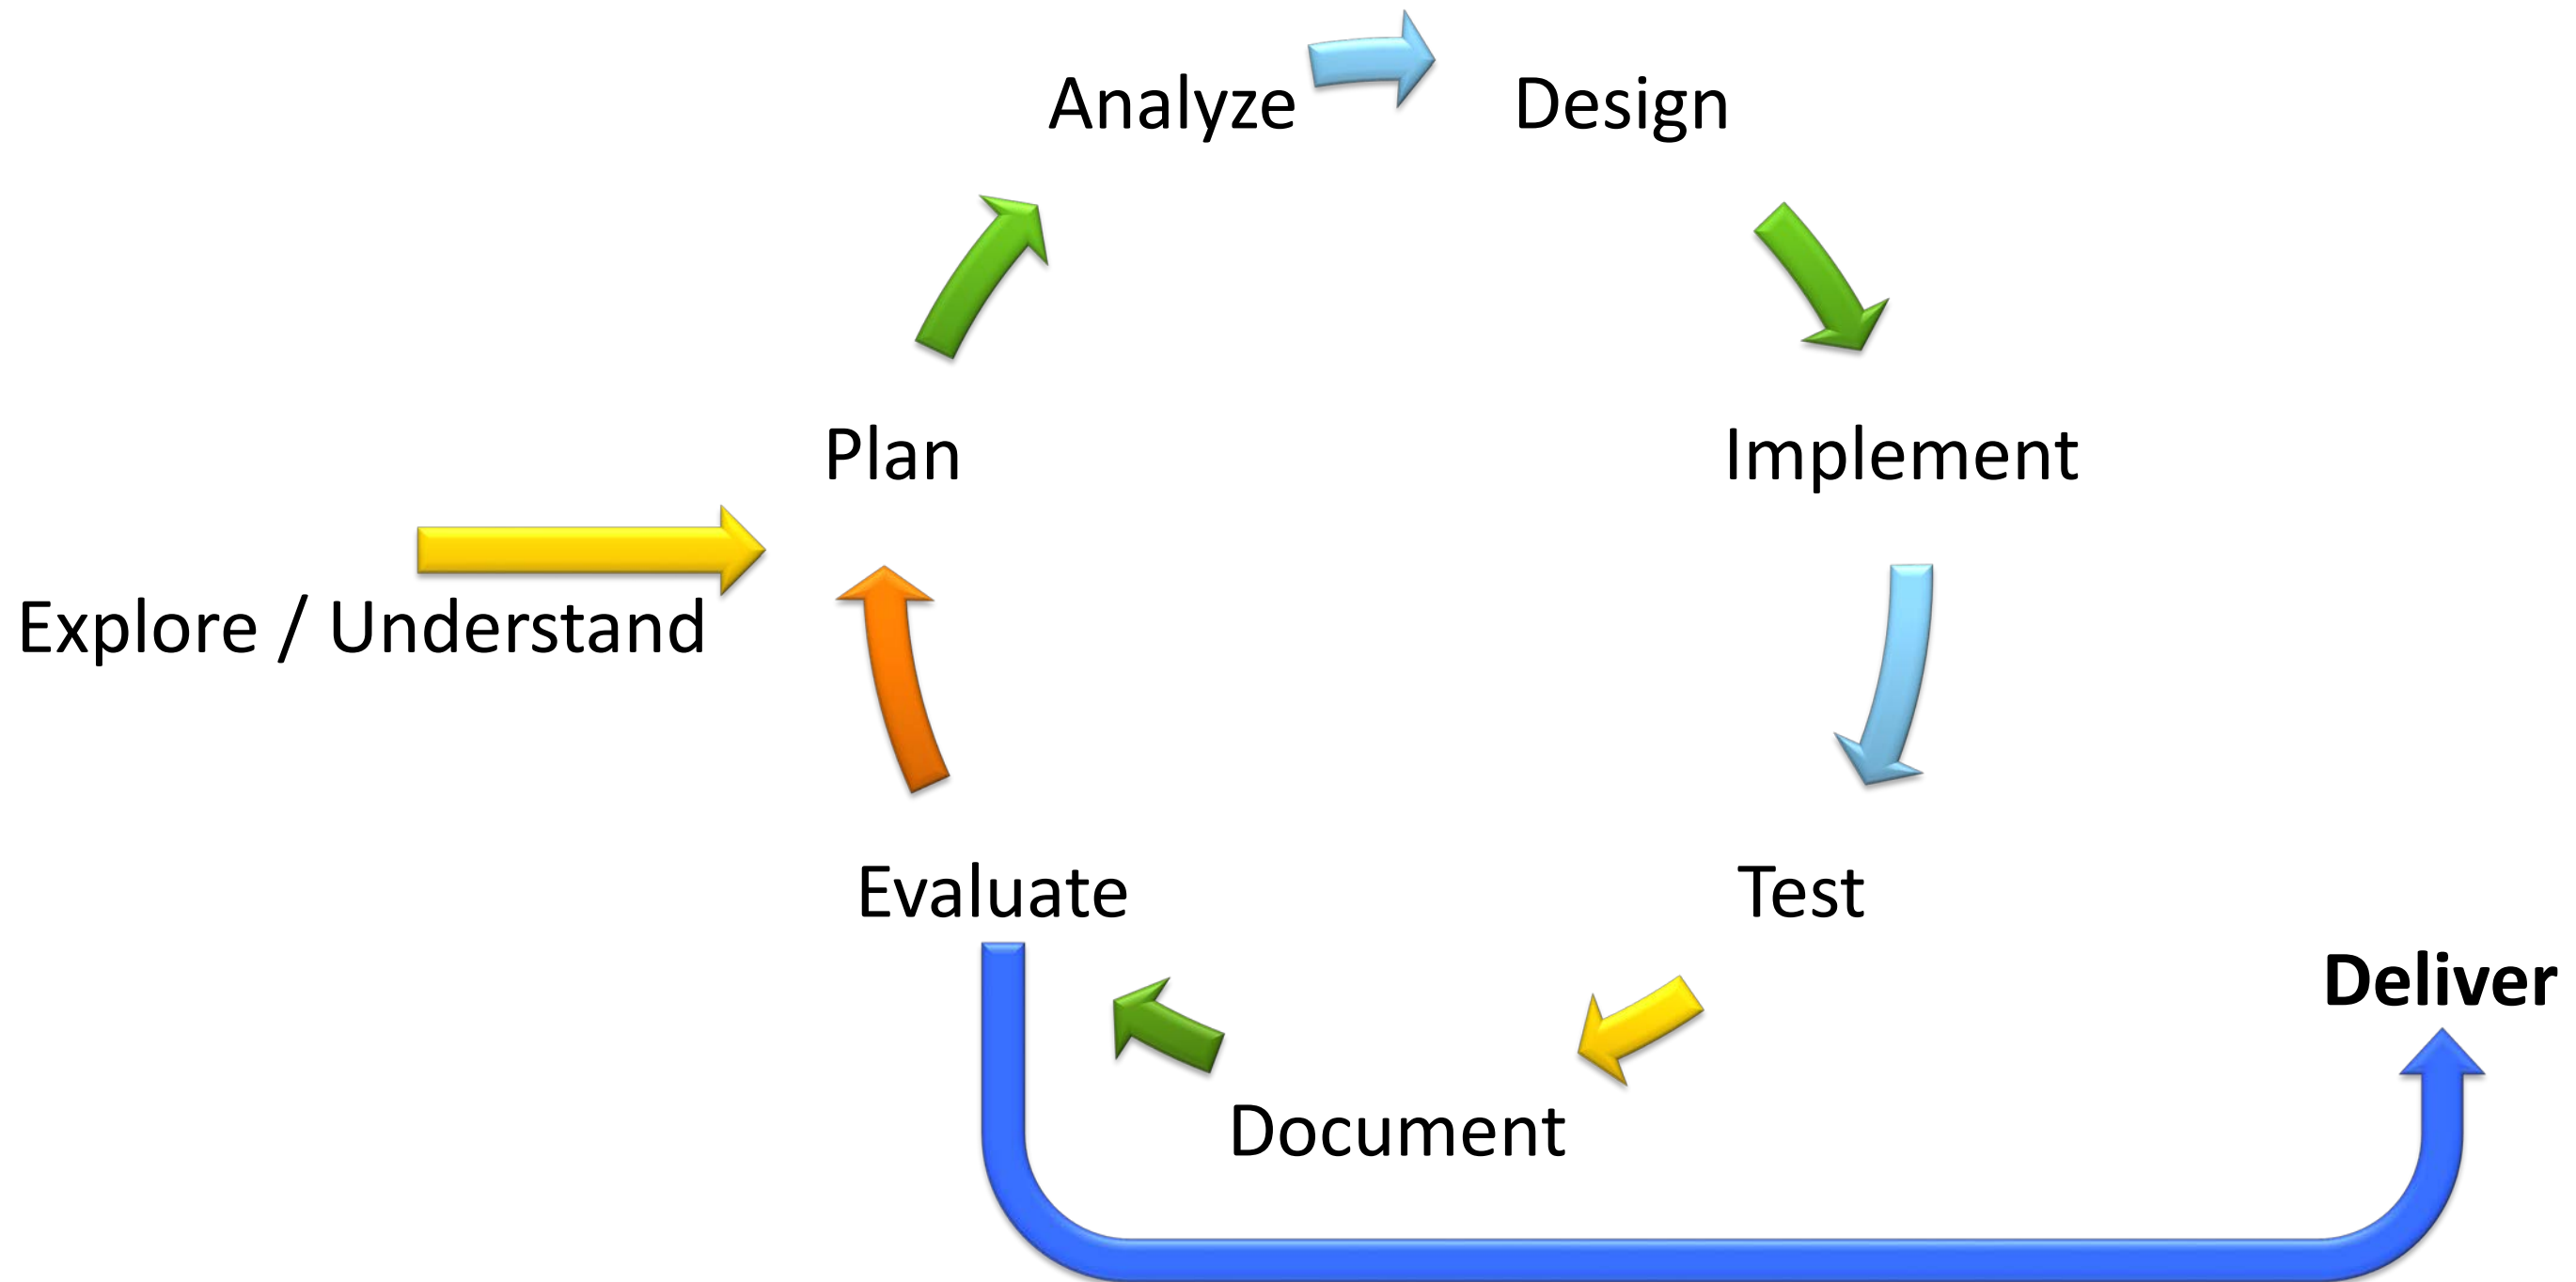 Analyze
Design
Plan
Implement
Explore / Understand
Evaluate
Test
Deliver
Document